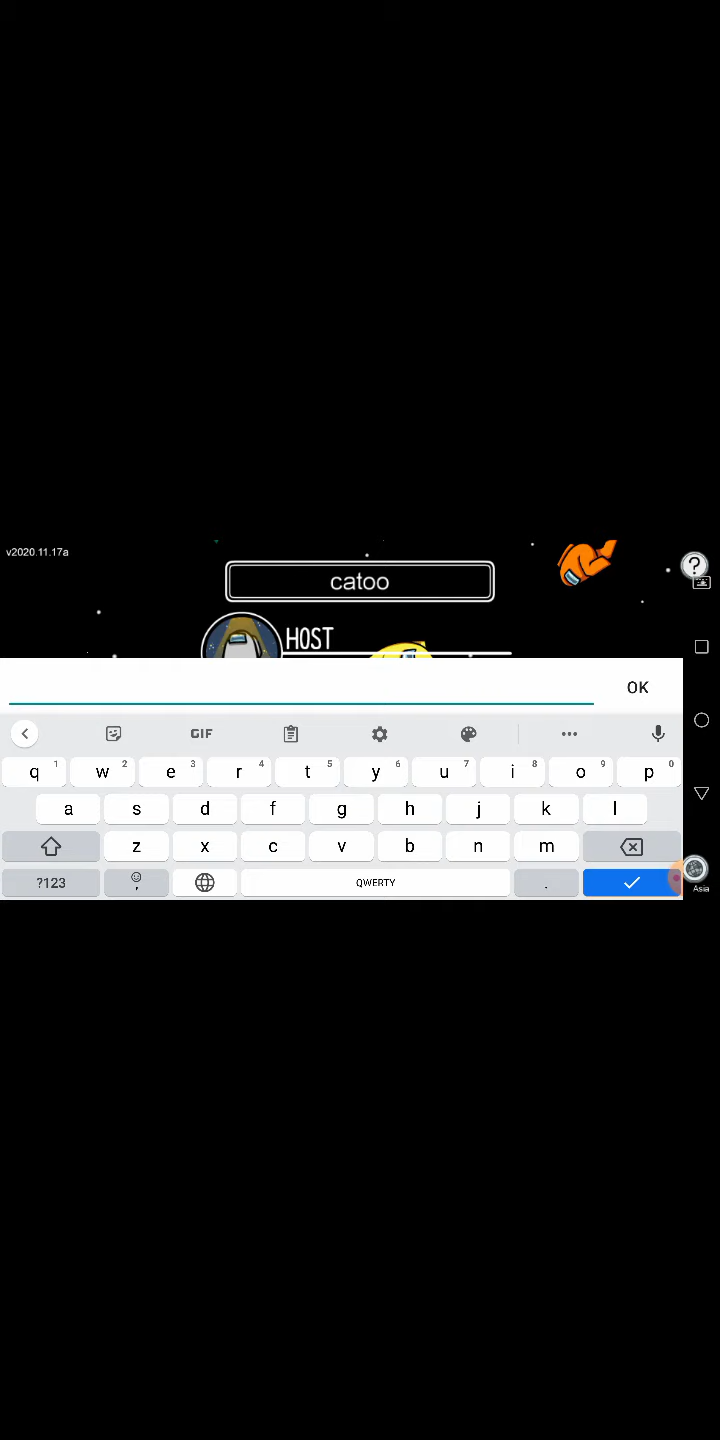 v2020.11.17a
catoo
?
HOST
OK
GIF
q 1 w 2 e 3 r 4 t 5 y 6 u 7 i 8 o 9 p 0
a s d f g h j k l
z x c v b n m
?123 , QWERTY .
Asia